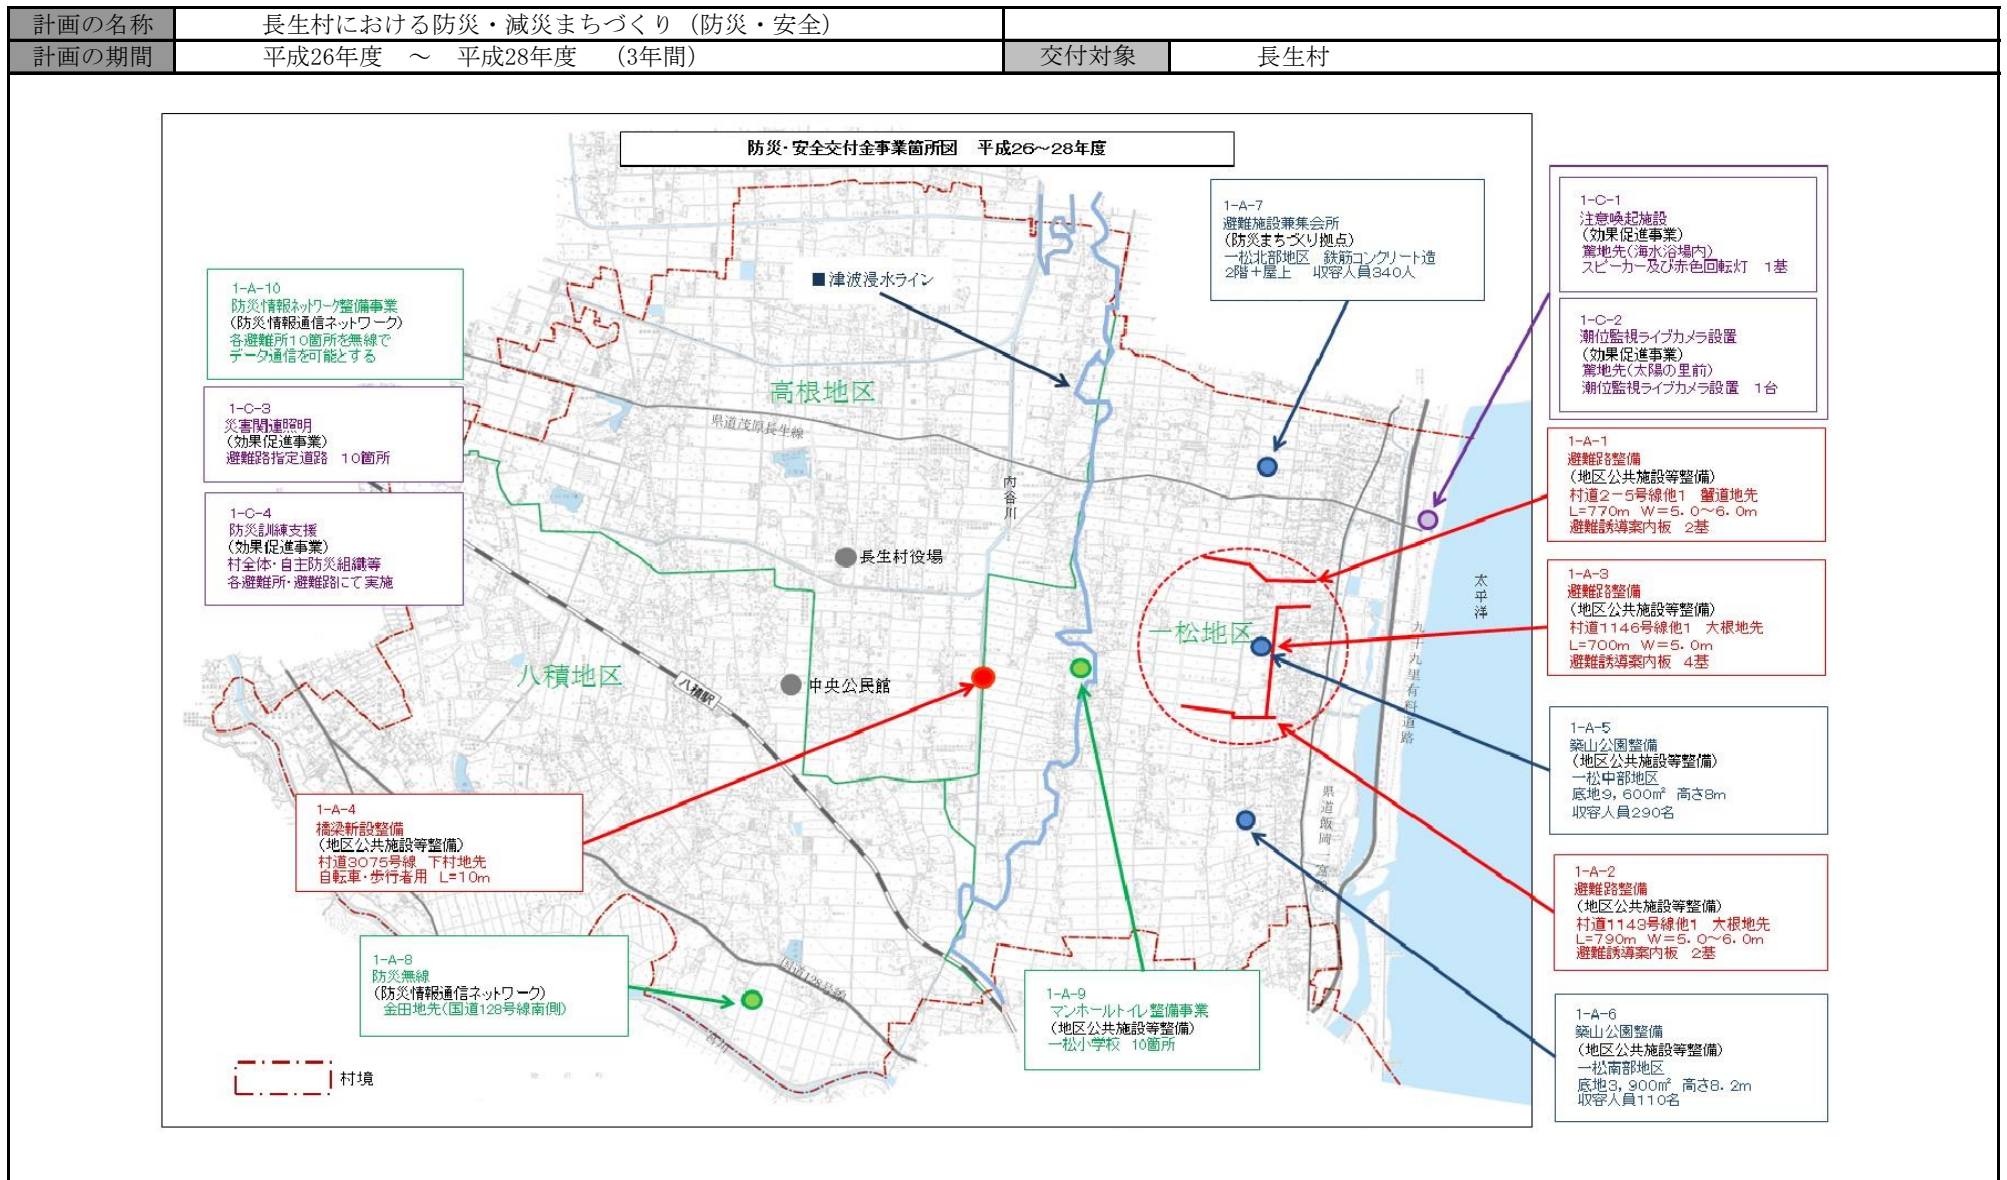 計画の名称 長生村における防災・減災まちづくり（防災・安全）
計画の期間 平成26年度 ～ 平成28年度 （3年間） 交付対象 長生村
防災・安全交付金事業箇所図 平成26～28年度
■津波浸水ライン
1-A-7
避難施設兼集会所
(防災まちづくり拠点)
一松北部地区 鉄筋コンクリート造
2階＋屋上 収容人員340人
1-C-1
注意喚起施設
(効果促進事業)
驚地先(海水浴場内)
スピーカー及び赤色回転灯 1基
1-C-2
潮位監視ライブカメラ設置
(効果促進事業)
驚地先(太陽の里前)
潮位監視ライブカメラ設置 1台
1-A-10
防災情報ネットワーク整備事業
(防災情報通信ネットワーク)
各避難所10箇所を無線で
データ通信を可能とする
1-C-3
災害関連照明
(効果促進事業)
避難路指定道路 10箇所
1-C-4
防災訓練支援
(効果促進事業)
村全体・自主防災組織等
各避難所・避難路にて実施
高根地区
県道茂原長生線
内谷川
長生村役場
一松地区
八積地区
八積駅
中央公民館
太平洋
九十九里有料道路
県道飯岡一宮線
国道128号線
1-A-1
避難路整備
(地区公共施設等整備)
村道2－5号線他1 蟹道地先
L=770m W＝5.0～6.0m
避難誘導案内板 2基
1-A-3
避難路整備
(地区公共施設等整備)
村道1146号線他1 大根地先
L=700m W＝5.0m
避難誘導案内板 4基
1-A-5
築山公園整備
(地区公共施設等整備)
一松中部地区
底地9,600㎡ 高さ8m
収容人員290名
1-A-2
避難路整備
(地区公共施設等整備)
村道1143号線他1 大根地先
L=790m W＝5.0～6.0m
避難誘導案内板 2基
1-A-6
築山公園整備
(地区公共施設等整備)
一松南部地区
底地3,900㎡ 高さ8.2m
収容人員110名
1-A-4
橋梁新設整備
(地区公共施設等整備)
村道3075号線 下村地先
自転車・歩行者用 L=10m
1-A-8
防災無線
(防災情報通信ネットワーク)
金田地先(国道128号線南側)
1-A-9
マンホールトイレ整備事業
(地区公共施設等整備)
一松小学校 10箇所
村境